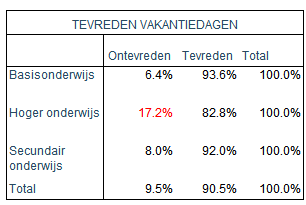 TEVREDEN VAKANTIEDAGEN
Ontevreden Tevreden Total
Basisonderwijs 6.4% 93.6% 100.0%
Hoger onderwijs 17.2% 82.8% 100.0%
Secundair 8.0% 92.0% 100.0%
onderwijs
Total 9.5% 90.5% 100.0%